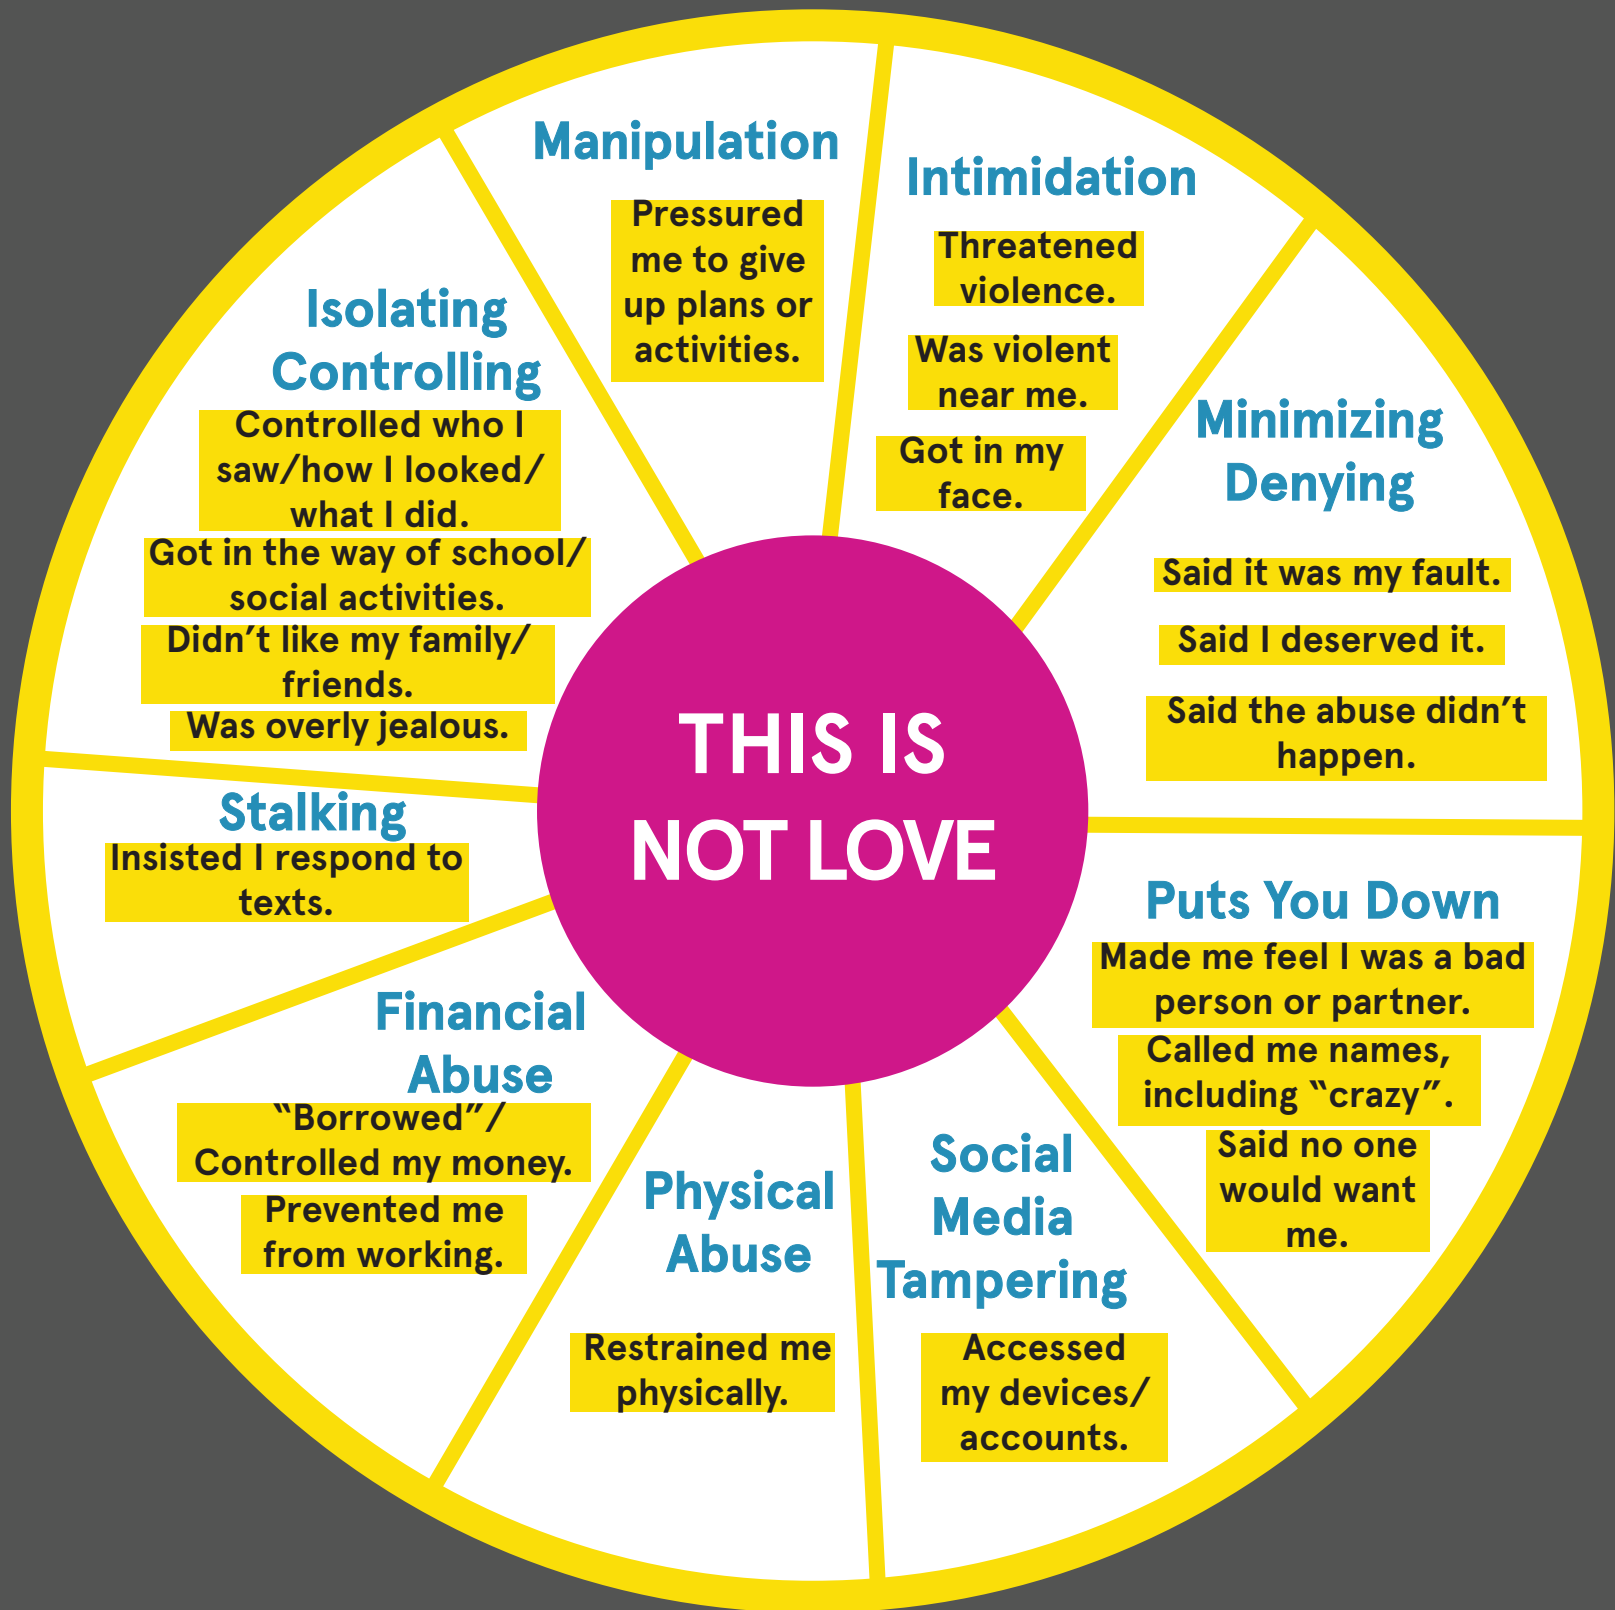 Manipulation
Pressured
me to give
up plans or
activities.
Intimidation
Threatened
violence.
Was violent
near me.
Got in my
face.
Minimizing
Denying
Said it was my fault.
Said I deserved it.
Said the abuse didn’t
happen.
Puts You Down
Made me feel I was a bad
person or partner.
Called me names,
including “crazy”.
Said no one
would want
me.
Social
Media
Tampering
Accessed
my devices/
accounts.
Physical
Abuse
Restrained me
physically.
Financial
Abuse
“Borrowed”/
Controlled my money.
Prevented me
from working.
Stalking
Insisted I respond to
texts.
Isolating
Controlling
Controlled who I
saw/how I looked/
what I did.
Got in the way of school/
social activities.
Didn’t like my family/
friends.
Was overly jealous.
THIS IS
NOT LOVE